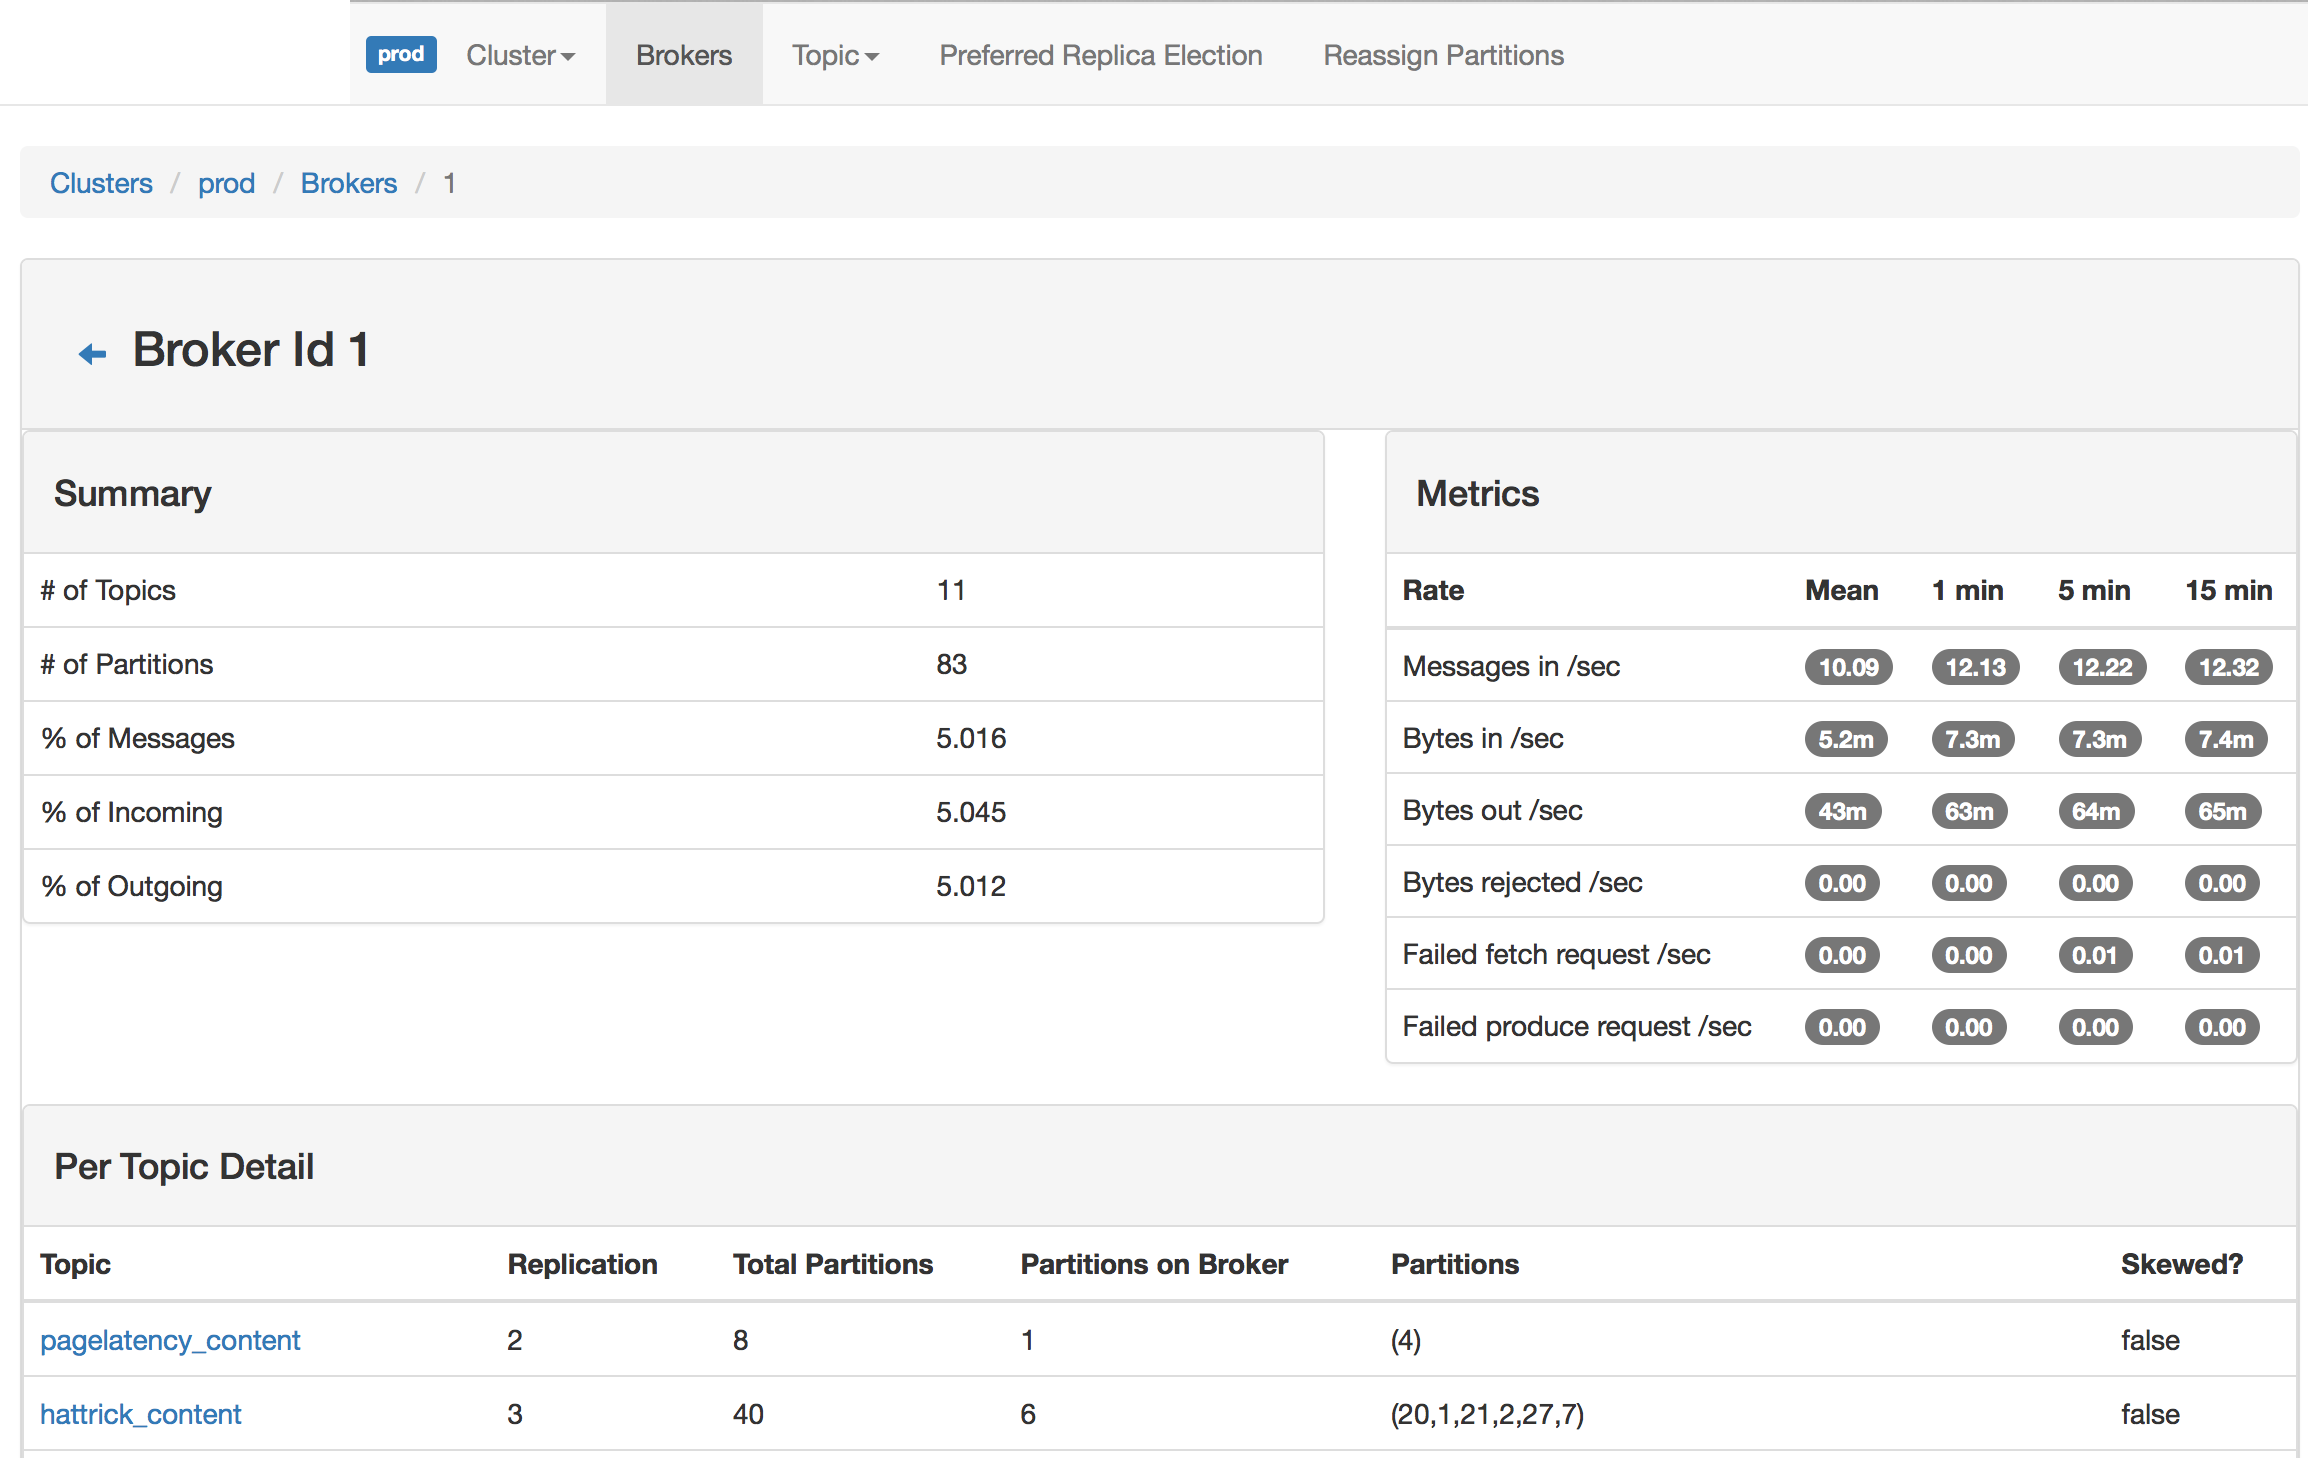 prod Cluster Brokers Topic Preferred Replica Election Reassign Partitions
Clusters / prod / Brokers / 1
Broker Id 1
Summary
# of Topics 11
# of Partitions 83
% of Messages 5.016
% of Incoming 5.045
% of Outgoing 5.012
Metrics
Rate Mean 1 min 5 min 15 min
Messages in /sec 10.09 12.13 12.22 12.32
Bytes in /sec 5.2m 7.3m 7.3m 7.4m
Bytes out /sec 43m 63m 64m 65m
Bytes rejected /sec 0.00 0.00 0.00 0.00
Failed fetch request /sec 0.00 0.00 0.01 0.01
Failed produce request /sec 0.00 0.00 0.00 0.00
Per Topic Detail
Topic Replication Total Partitions Partitions on Broker Partitions Skewed?
pagelatency_content 2 8 1 (4) false
hattrick_content 3 40 6 (20,1,21,2,27,7) false